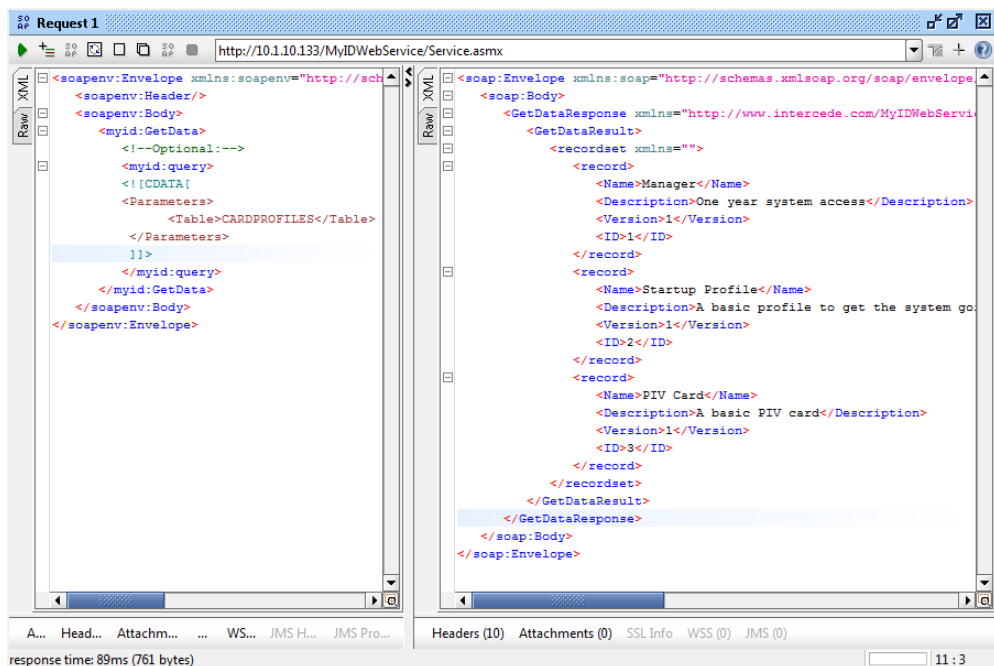 SO AP Request 1
SO AP
SO AP
http://10.1.10.133/MyIDWebService/Service.asmx
XML
Raw
<soapenv:Envelope xmlns:soapenv="http://sch
<soapenv:Header/>
<soapenv:Body>
<myid:GetData>
<!--Optional:-->
<myid:query>
<![CDATA[
<Parameters>
<Table>CARDPROFILES</Table>
</Parameters>
]]>
</myid:query>
</myid:GetData>
</soapenv:Body>
</soapenv:Envelope>
XML
Raw
<soap:Envelope xmlns:soap="http://schemas.xmlsoap.org/soap/envelope/
<soap:Body>
<GetDataResponse xmlns="http://www.intercede.com/MyIDWebServi
<GetDataResult>
<recordset xmlns="">
<record>
<Name>Manager</Name>
<Description>One year system access</Description>
<Version>1</Version>
<ID>1</ID>
</record>
<record>
<Name>Startup Profile</Name>
<Description>A basic profile to get the system go
<Version>1</Version>
<ID>2</ID>
</record>
<record>
<Name>PIV Card</Name>
<Description>A basic PIV card</Description>
<Version>1</Version>
<ID>3</ID>
</record>
</recordset>
</GetDataResult>
</GetDataResponse>
</soap:Body>
</soap:Envelope>
A... Head... Attachm... ... WS... JMS H... JMS Pro...
Headers (10) Attachments (0) SSL Info WSS (0) JMS (0)
response time: 89ms (761 bytes)
11 : 3